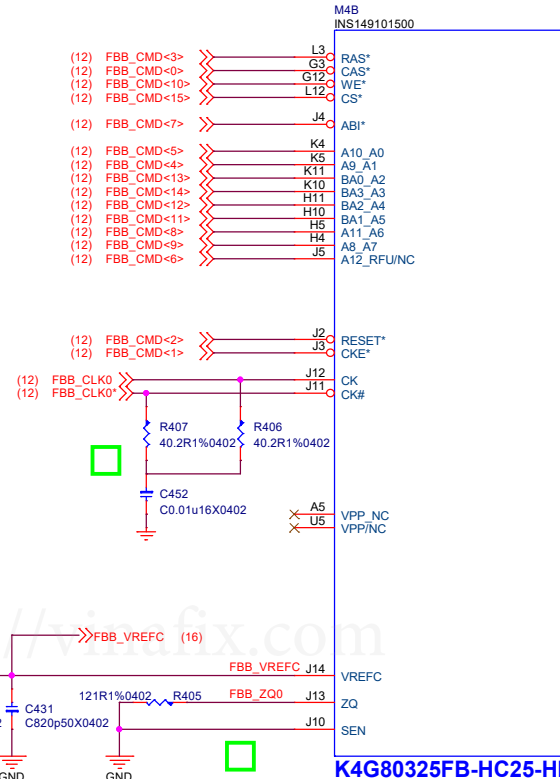 M4B
INS149101500
(12) FBB_CMD<3> L3 RAS*
(12) FBB_CMD<0> G3 CAS*
(12) FBB_CMD<10> G12 WE*
(12) FBB_CMD<15> L12 CS*
(12) FBB_CMD<7> J4 ABI*
(12) FBB_CMD<5> K4 A10_A0
(12) FBB_CMD<4> K5 A9_A1
(12) FBB_CMD<13> K11 BA0_A2
(12) FBB_CMD<14> K10 BA3_A3
(12) FBB_CMD<12> H11 BA2_A4
(12) FBB_CMD<11> H10 BA1_A5
(12) FBB_CMD<8> H5 A11_A6
(12) FBB_CMD<9> H4 A8_A7
(12) FBB_CMD<6> J5 A12_RFU/NC
(12) FBB_CMD<2> J2 RESET*
(12) FBB_CMD<1> J3 CKE*
(12) FBB_CLK0 J12 CK
(12) FBB_CLK0* J11 CK#
R407 R406
40.2R1%0402 40.2R1%0402
C452
C0.01u16X0402
A5 VPP_NC
U5 VPP/NC
//vinafix.com
FBB_VREFC (16)
FBB_VREFC J14 VREFC
121R1%0402 R405 FBB_ZQ0 J13 ZQ
C431
C820p50X0402
J10 SEN
GND GND
K4G80325FB-HC25-H